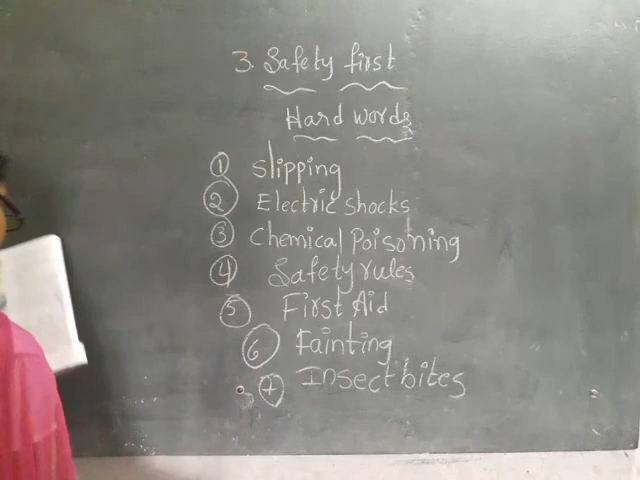 3. Safety first
Hard words
① slipping
② Electric shocks
③ Chemical Poisoning
④ Safety rules
⑤ First Aid
⑥ Fainting
⑦ Insect bites